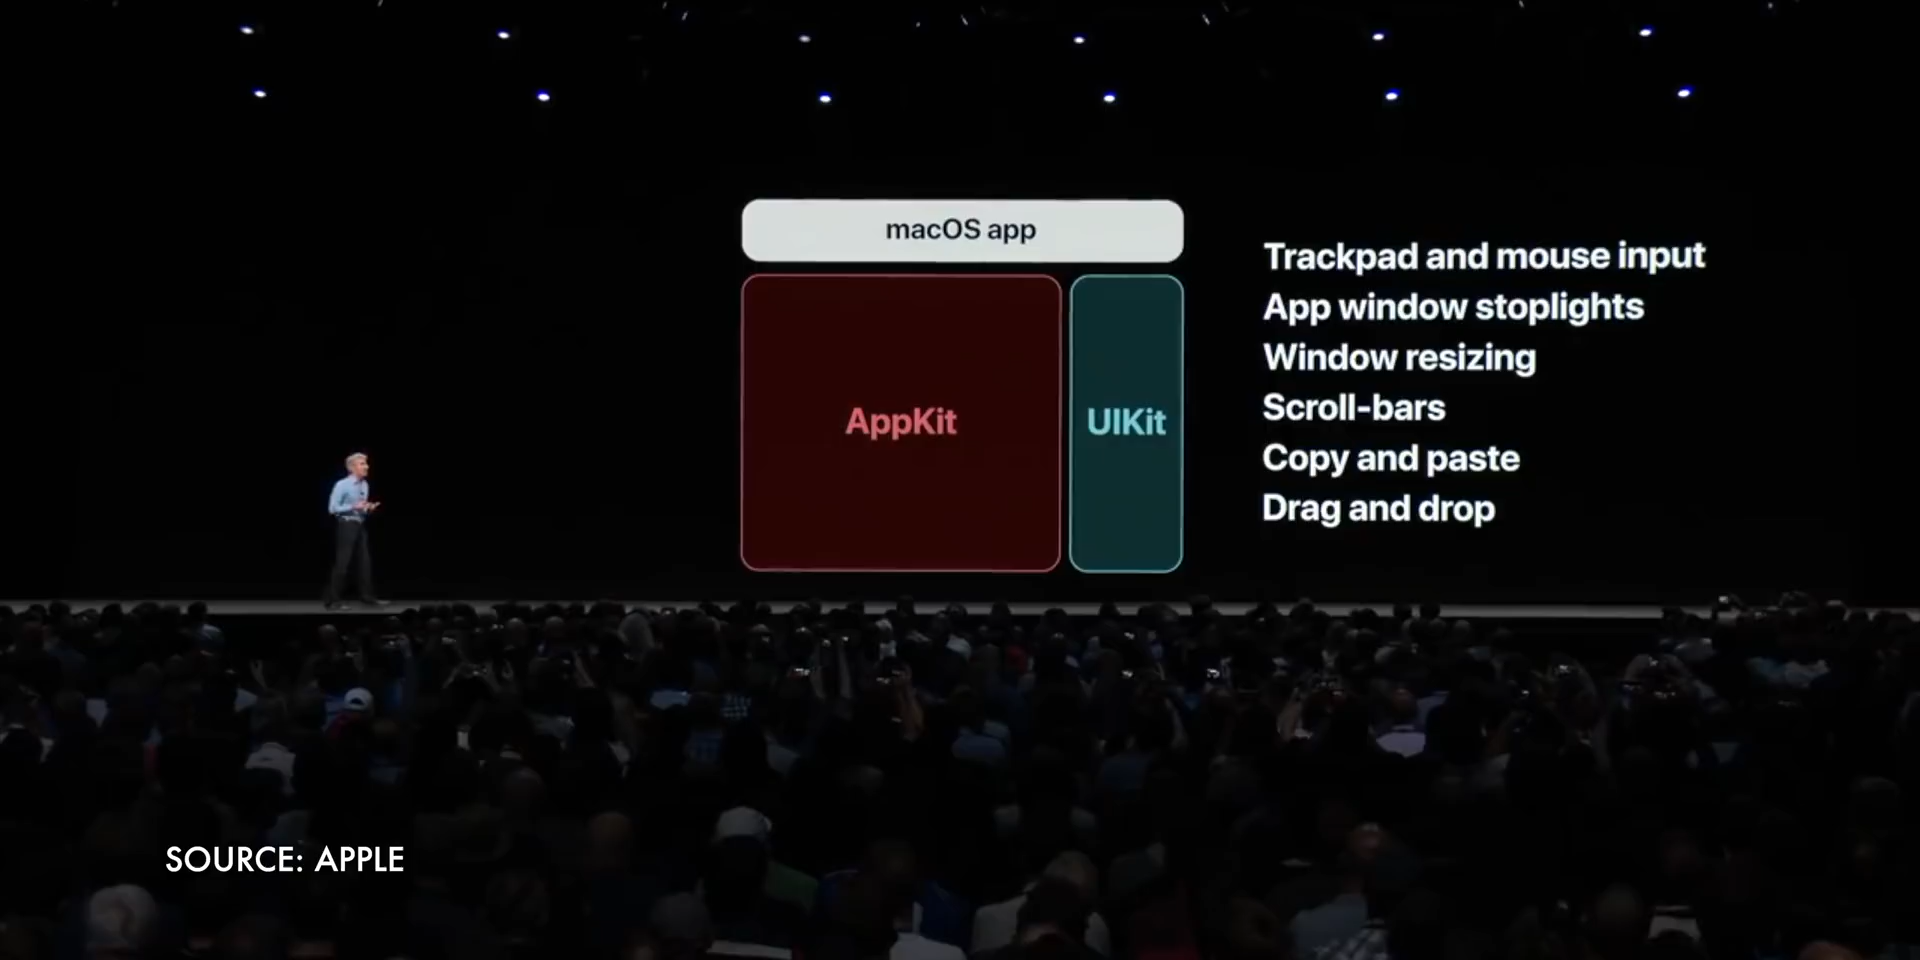 macOS app
AppKit
UIKit
Trackpad and mouse input
App window stoplights
Window resizing
Scroll-bars
Copy and paste
Drag and drop
SOURCE: APPLE